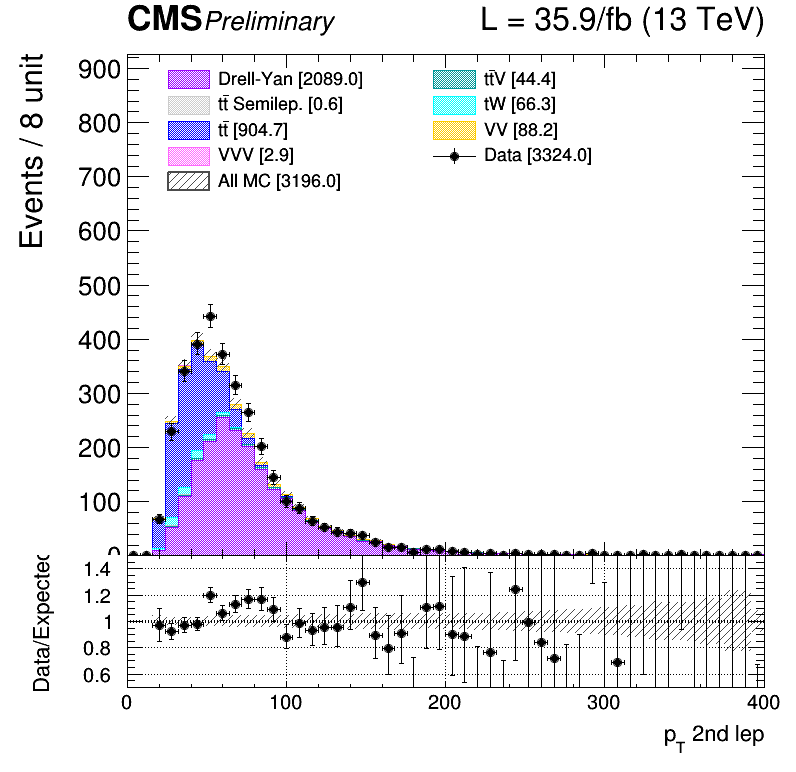 CMS Preliminary L = 35.9/fb (13 TeV)
Events / 8 unit
900
800
700
600
500
400
300
200
100
0
Drell-Yan [2089.0]
tt̄ Semilep. [0.6]
tt̄ [904.7]
VVV [2.9]
All MC [3196.0]
tt̄V [44.4]
tW [66.3]
VV [88.2]
Data [3324.0]
Data/Expected
1.4
1.2
1
0.8
0.6
0 100 200 300 400
p_T 2nd lep